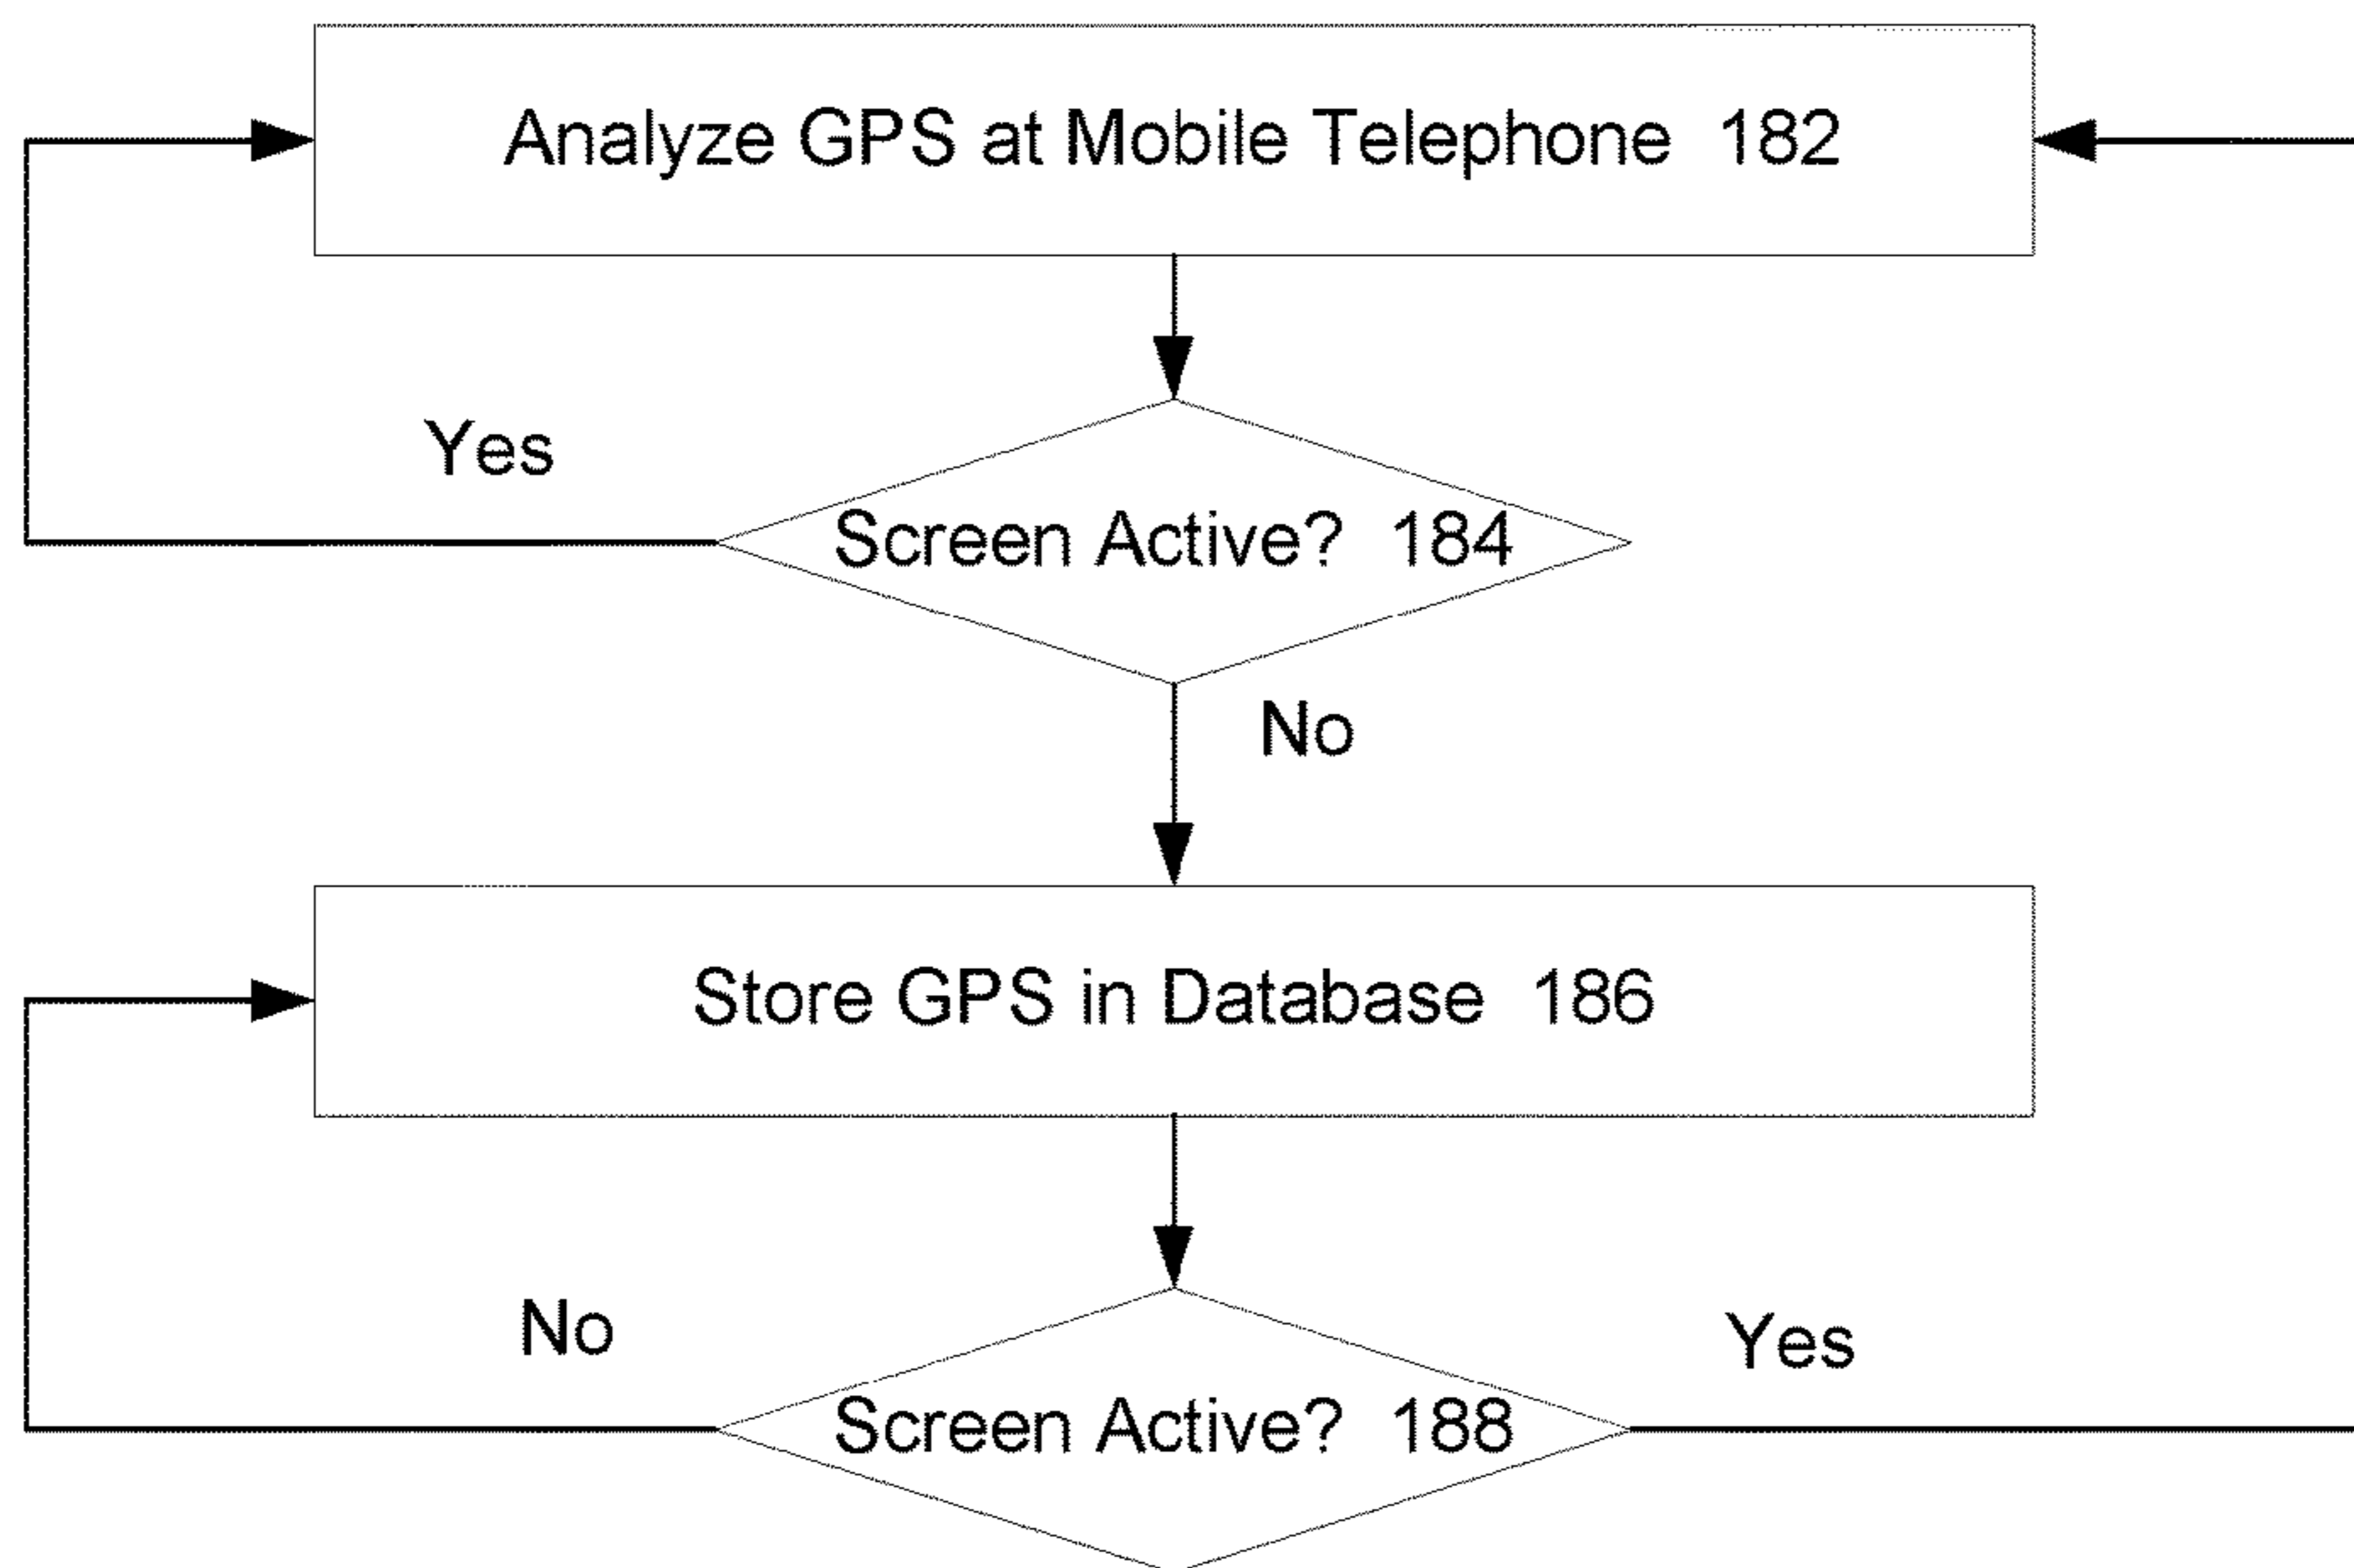 Analyze GPS at Mobile Telephone 182
Yes
Screen Active? 184
No
Store GPS in Database 186
No
Yes
Screen Active? 188